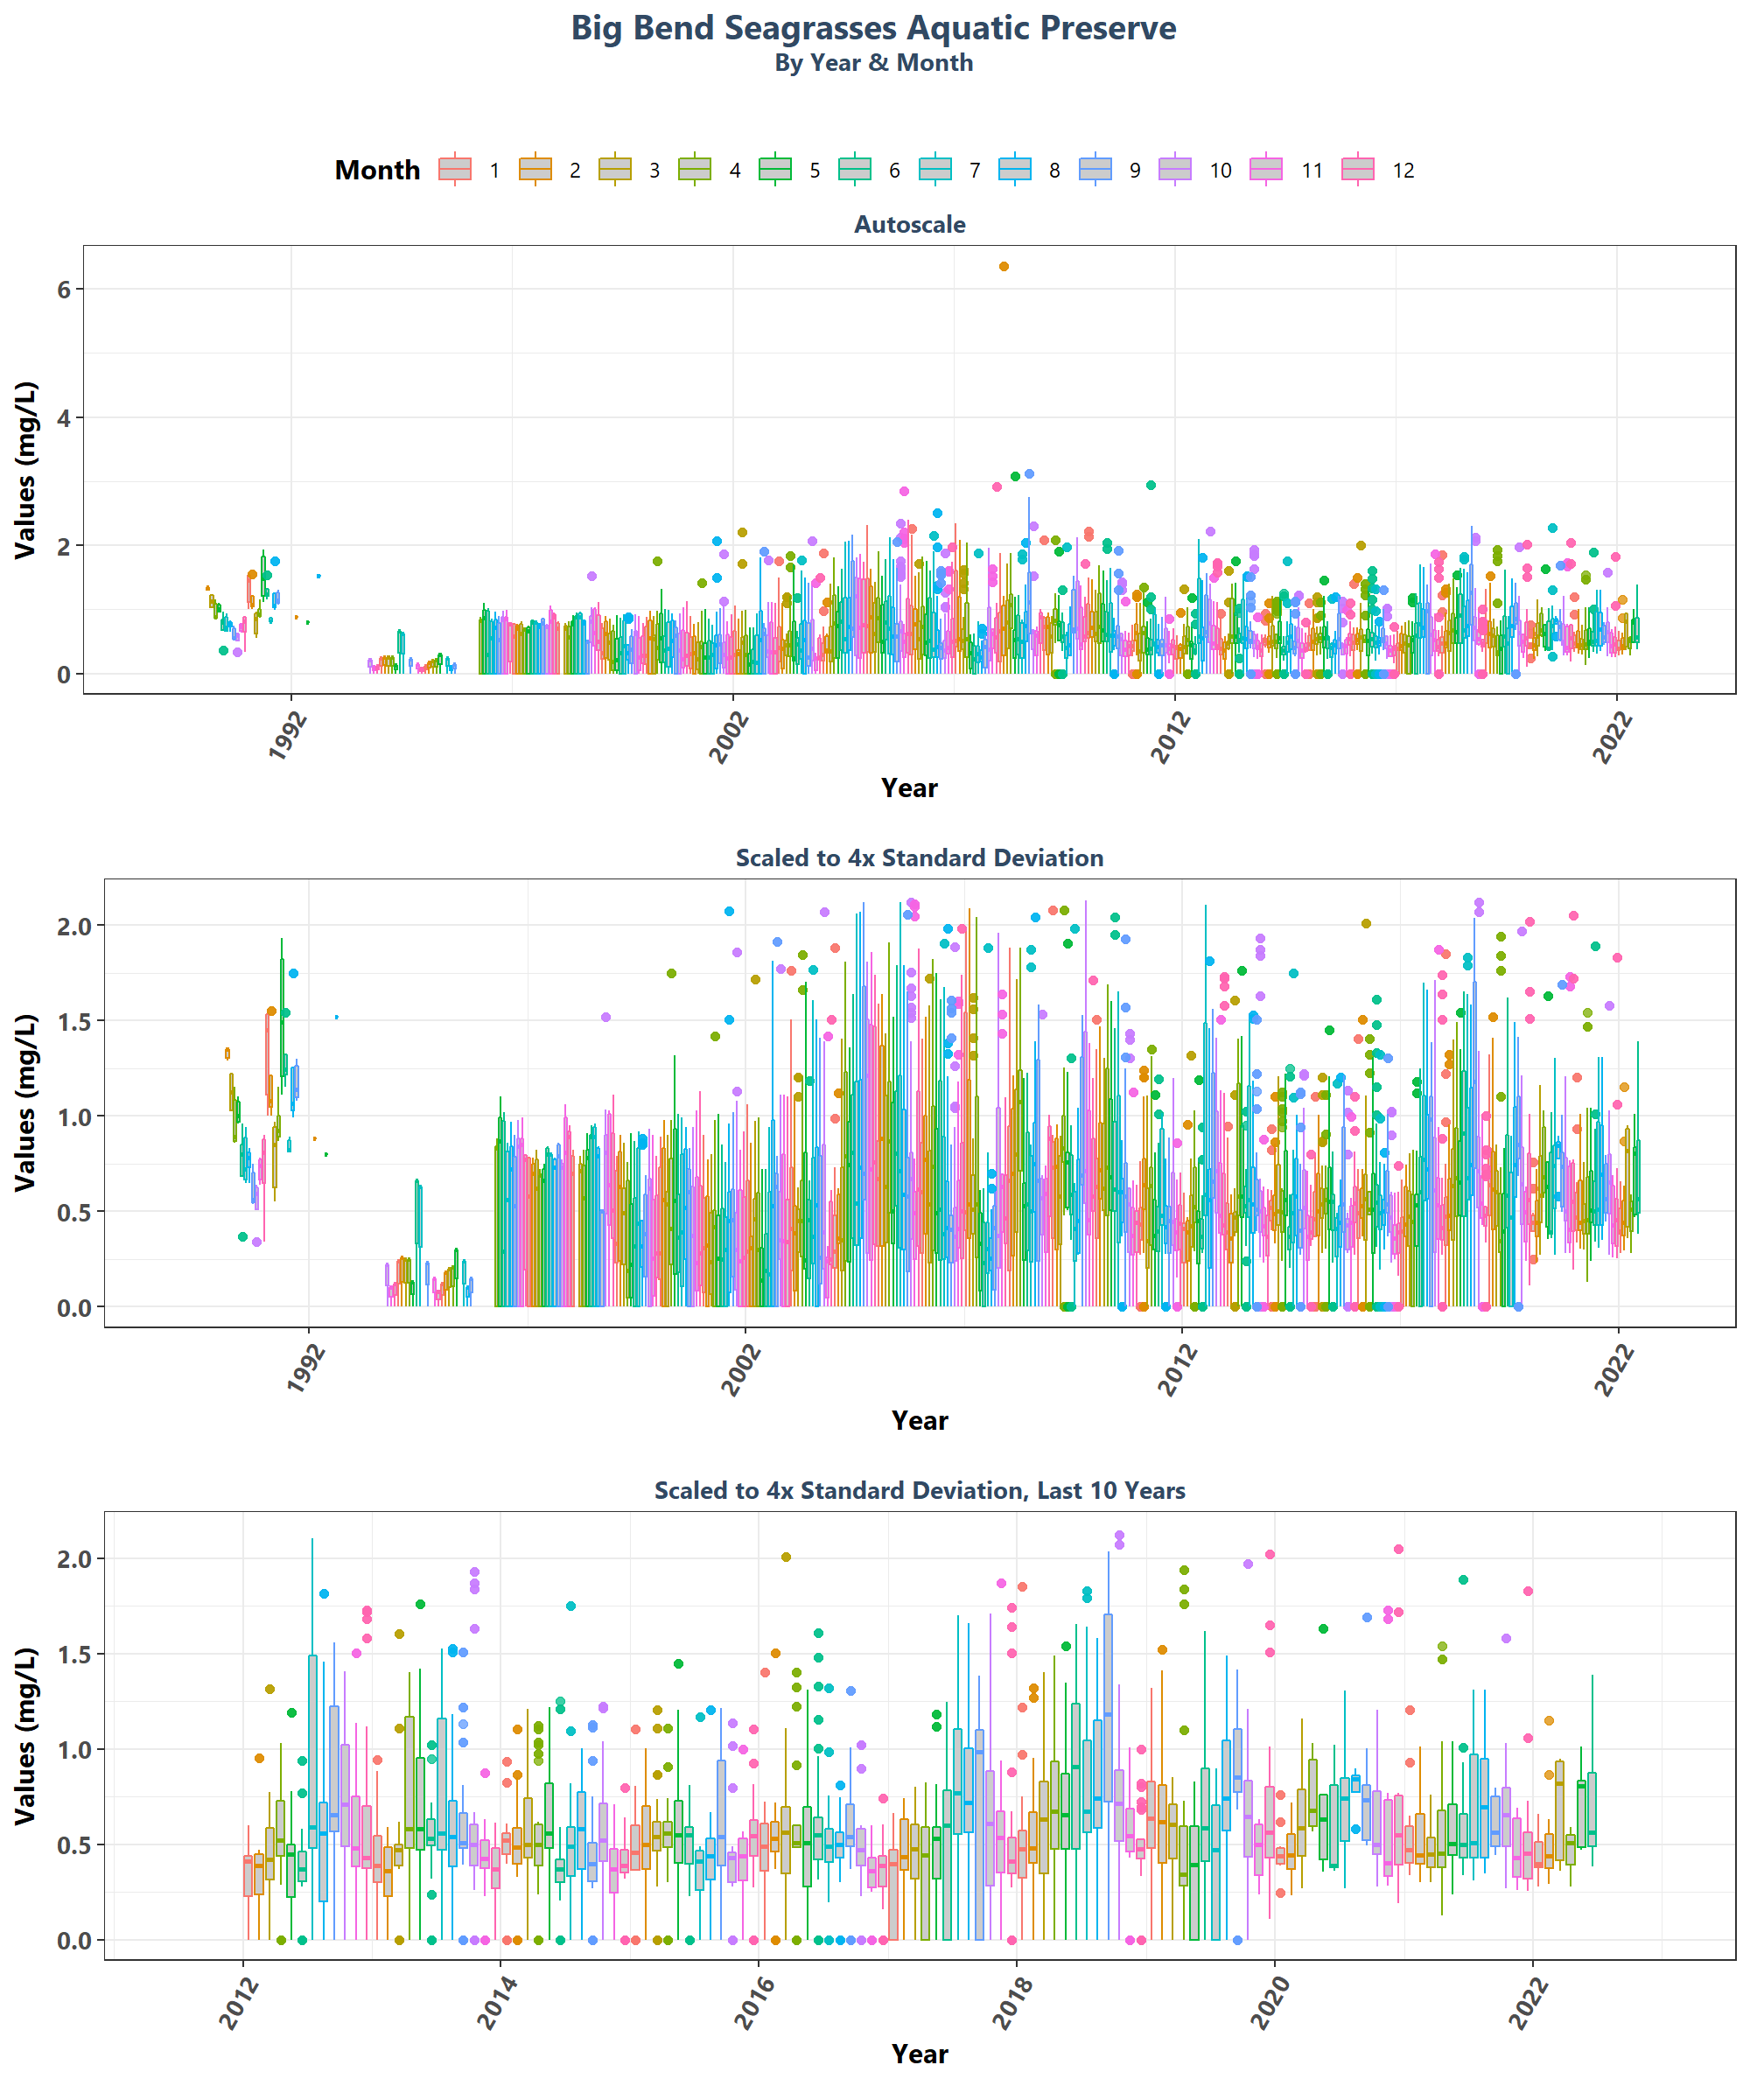 Big Bend Seagrasses Aquatic Preserve
By Year & Month
Month 1 2 3 4 5 6 7 8 9 10 11 12
Autoscale
Values (mg/L)
6
4
2
0
1992 2002 2012 2022
Year
Scaled to 4x Standard Deviation
Values (mg/L)
2.0
1.5
1.0
0.5
0.0
1992 2002 2012 2022
Year
Scaled to 4x Standard Deviation, Last 10 Years
Values (mg/L)
2.0
1.5
1.0
0.5
0.0
2012 2014 2016 2018 2020 2022
Year